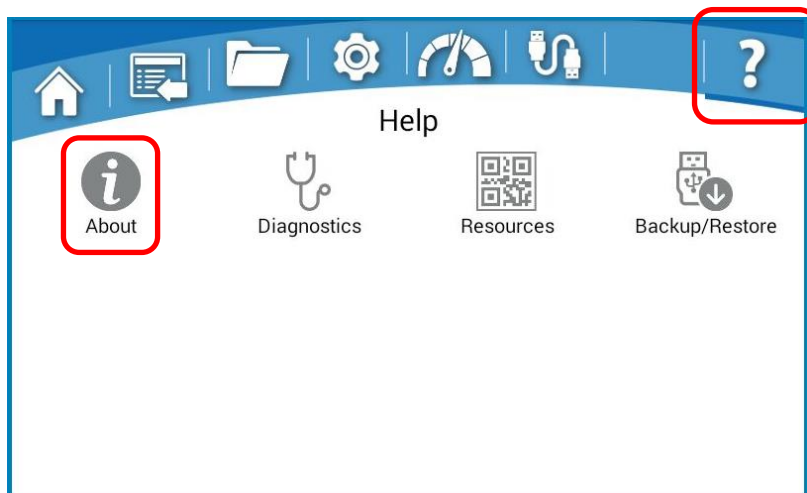 ?
Help
i
About
Diagnostics
Resources
Backup/Restore